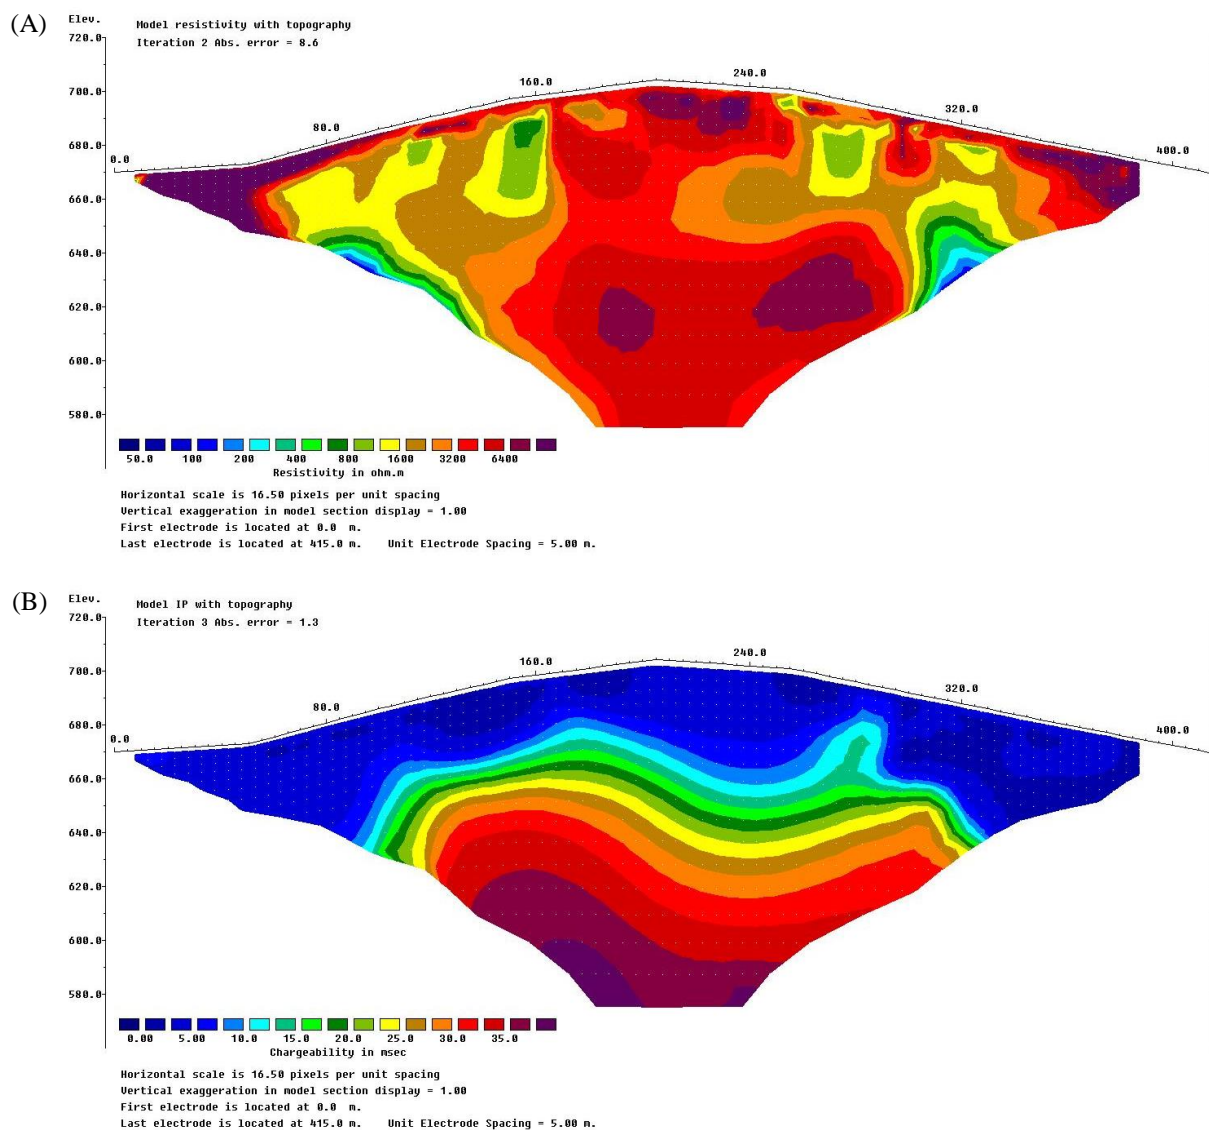 (A)
Elev.
Model resistivity with topography
Iteration 2 Abs. error = 8.6
720.0
700.0
680.0
660.0
640.0
620.0
600.0
580.0
0.0
80.0
160.0
240.0
320.0
400.0
50.0 100 200 400 800 1600 3200 6400
Resistivity in ohm.m
Horizontal scale is 16.50 pixels per unit spacing
Vertical exaggeration in model section display = 1.00
First electrode is located at 0.0 m.
Last electrode is located at 415.0 m. Unit Electrode Spacing = 5.00 m.
(B)
Elev.
Model IP with topography
Iteration 3 Abs. error = 1.3
720.0
700.0
680.0
660.0
640.0
620.0
600.0
580.0
0.0
80.0
160.0
240.0
320.0
400.0
0.00 5.00 10.0 15.0 20.0 25.0 30.0 35.0
Chargeability in msec
Horizontal scale is 16.50 pixels per unit spacing
Vertical exaggeration in model section display = 1.00
First electrode is located at 0.0 m.
Last electrode is located at 415.0 m. Unit Electrode Spacing = 5.00 m.